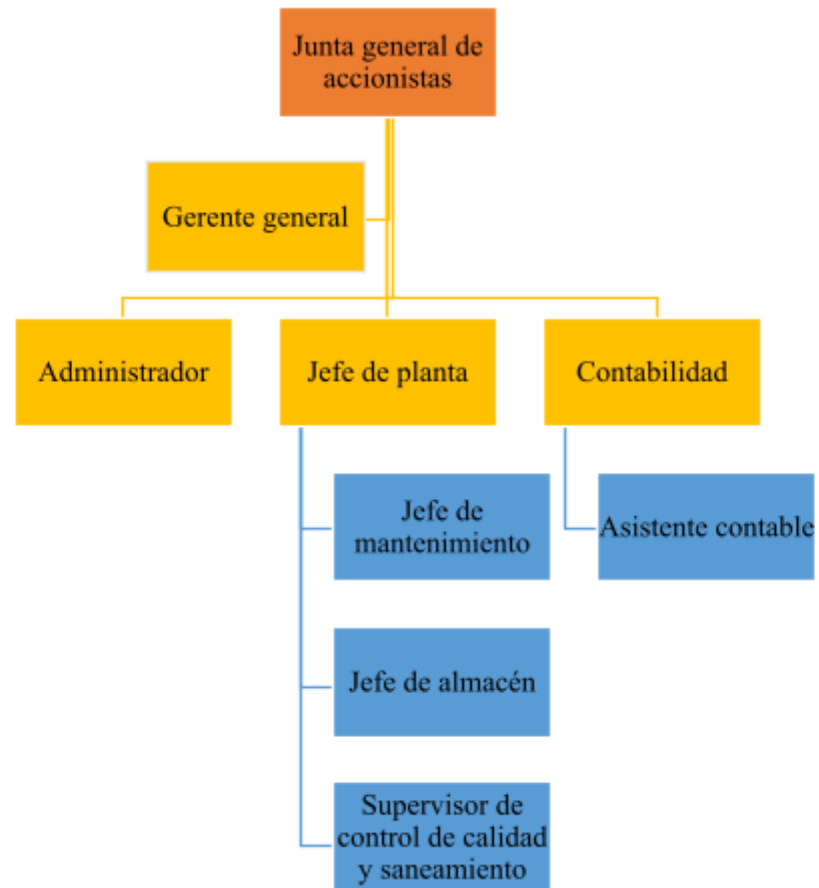 Junta general de
accionistas
Gerente general
Administrador
Jefe de planta
Contabilidad
Jefe de
mantenimiento
Asistente contable
Jefe de almacén
Supervisor de
control de calidad
y saneamiento